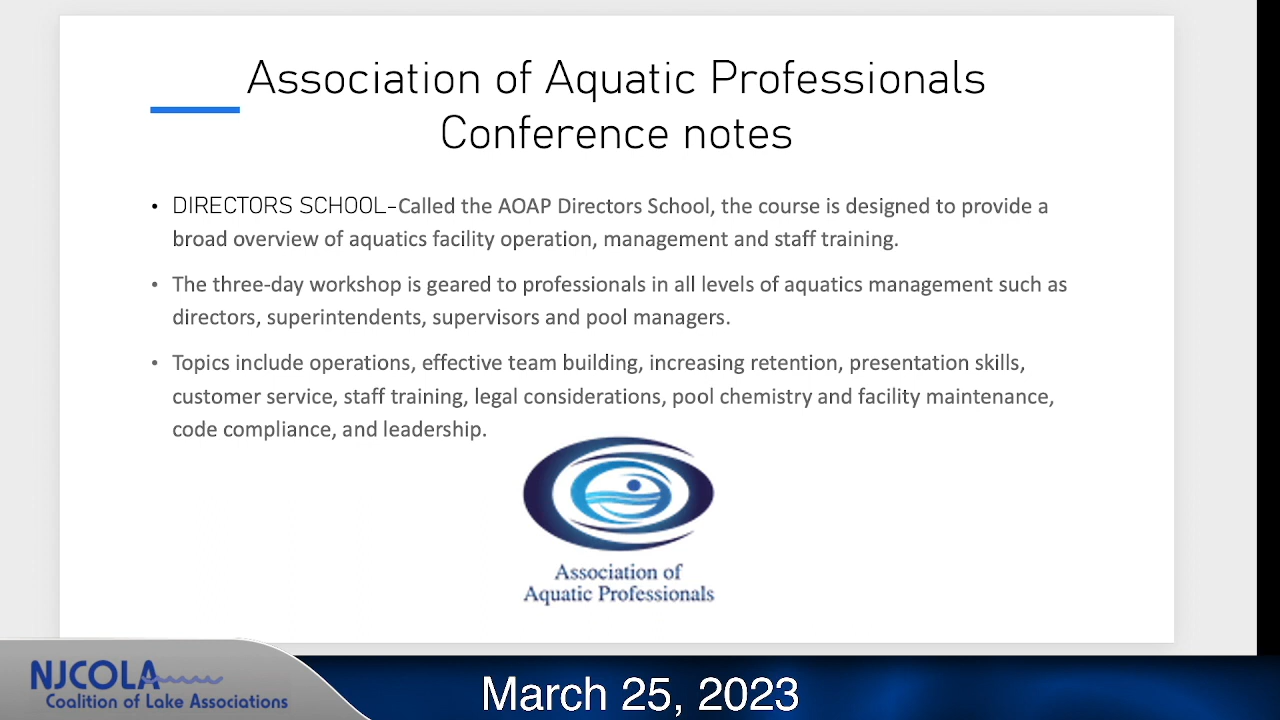 Association of Aquatic Professionals
Conference notes
• DIRECTORS SCHOOL–Called the AOAP Directors School, the course is designed to provide a
broad overview of aquatics facility operation, management and staff training.
• The three-day workshop is geared to professionals in all levels of aquatics management such as
directors, superintendents, supervisors and pool managers.
• Topics include operations, effective team building, increasing retention, presentation skills,
customer service, staff training, legal considerations, pool chemistry and facility maintenance,
code compliance, and leadership.
Association of
Aquatic Professionals
NJCOLA
Coalition of Lake Associations
March 25, 2023